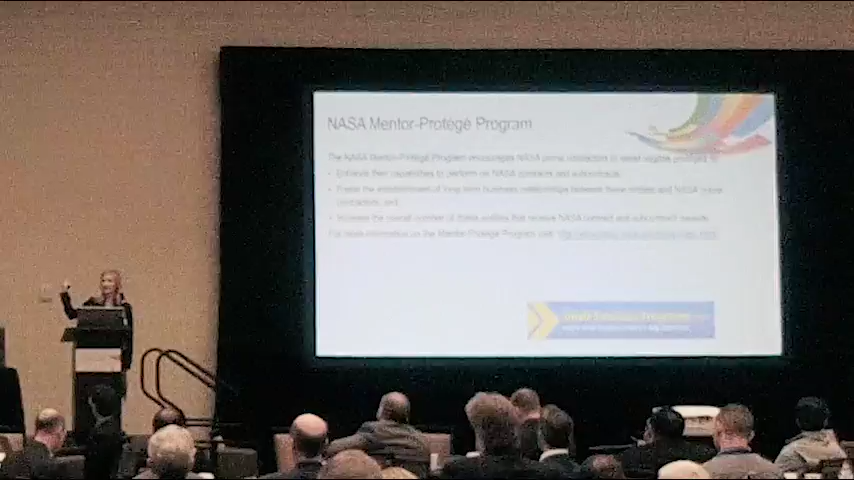 NASA Mentor-Protégé Program
The NASA Mentor-Protégé Program encourages NASA prime contractors to assist eligible protégés to
• Enhance their capabilities to perform on NASA contracts and subcontracts
• Foster the establishment of long-term business relationships between these entities and NASA prime
contractors; and
• Increase the overall number of these entities that receive NASA contract and subcontract awards
For more information on the Mentor-Protégé Program visit: